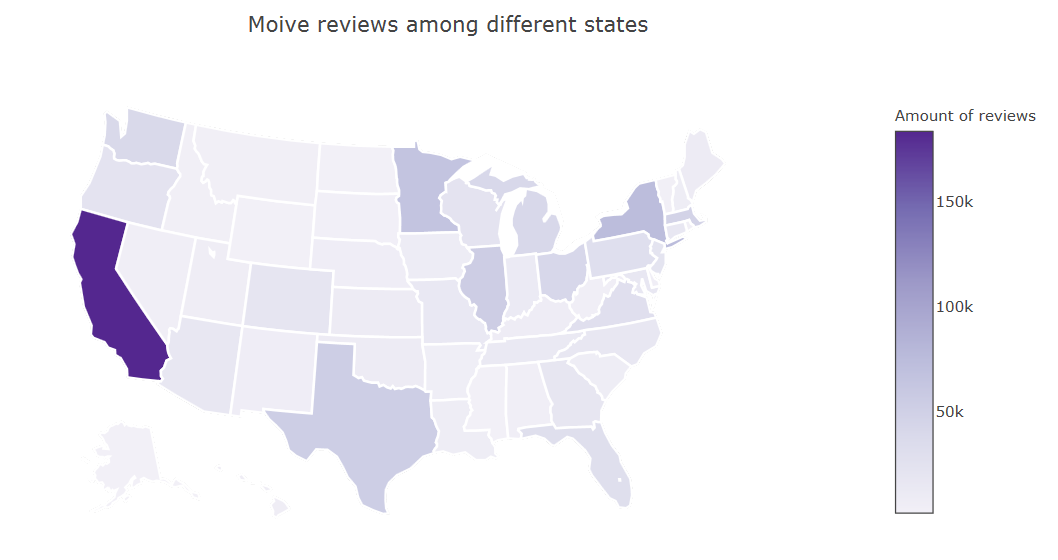 Moive reviews among different states
Amount of reviews
150k
100k
50k